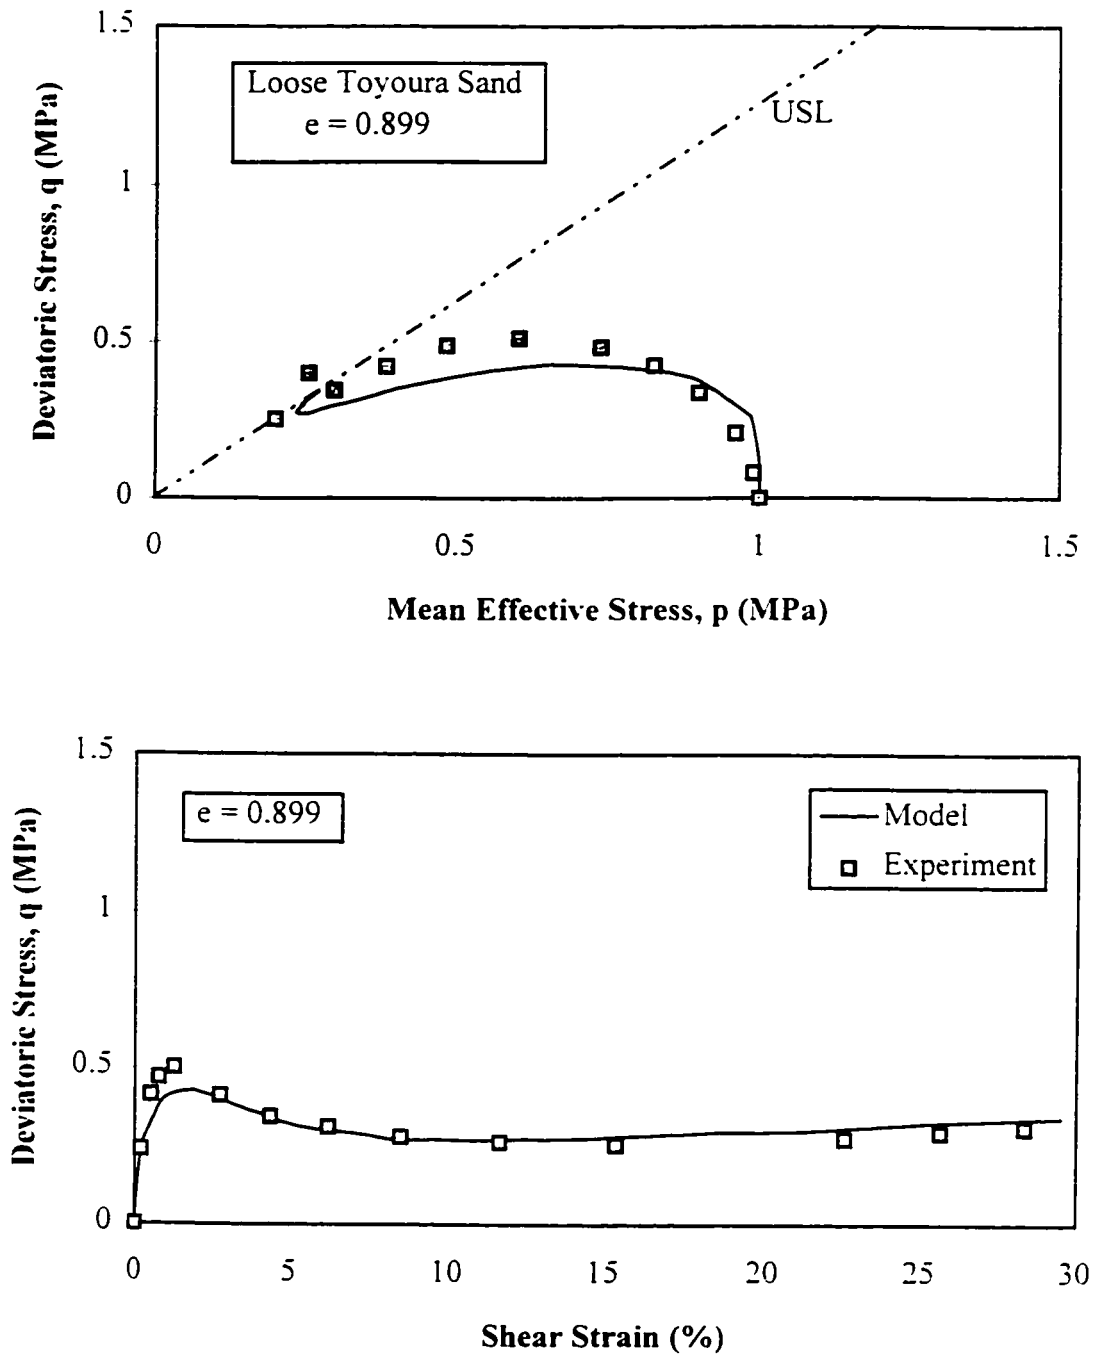 1.5
Loose Toyoura Sand
e = 0.899
USL
1
0.5
0
Deviatoric Stress, q (MPa)
0 0.5 1 1.5
Mean Effective Stress, p (MPa)
1.5
e = 0.899
Model
Experiment
1
0.5
0
Deviatoric Stress, q (MPa)
0 5 10 15 20 25 30
Shear Strain (%)